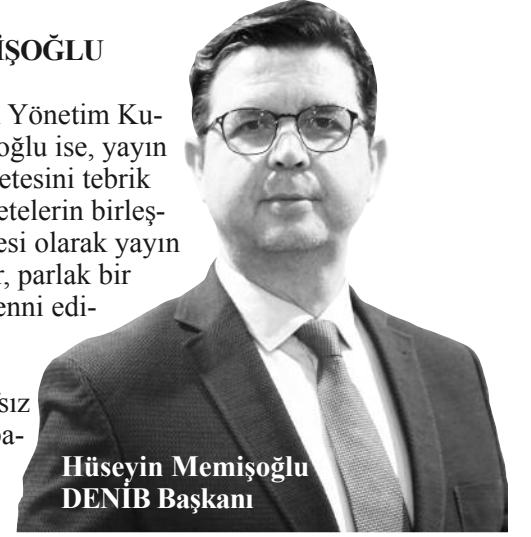 İŞOĞLU
Yönetim Ku-
oğlu ise, yayın
etesini tebrik
etelerin birleş-
esi olarak yayın
r, parlak bir
enni edi-
sız
a-
Hüseyin Memişoğlu
DENİB Başkanı